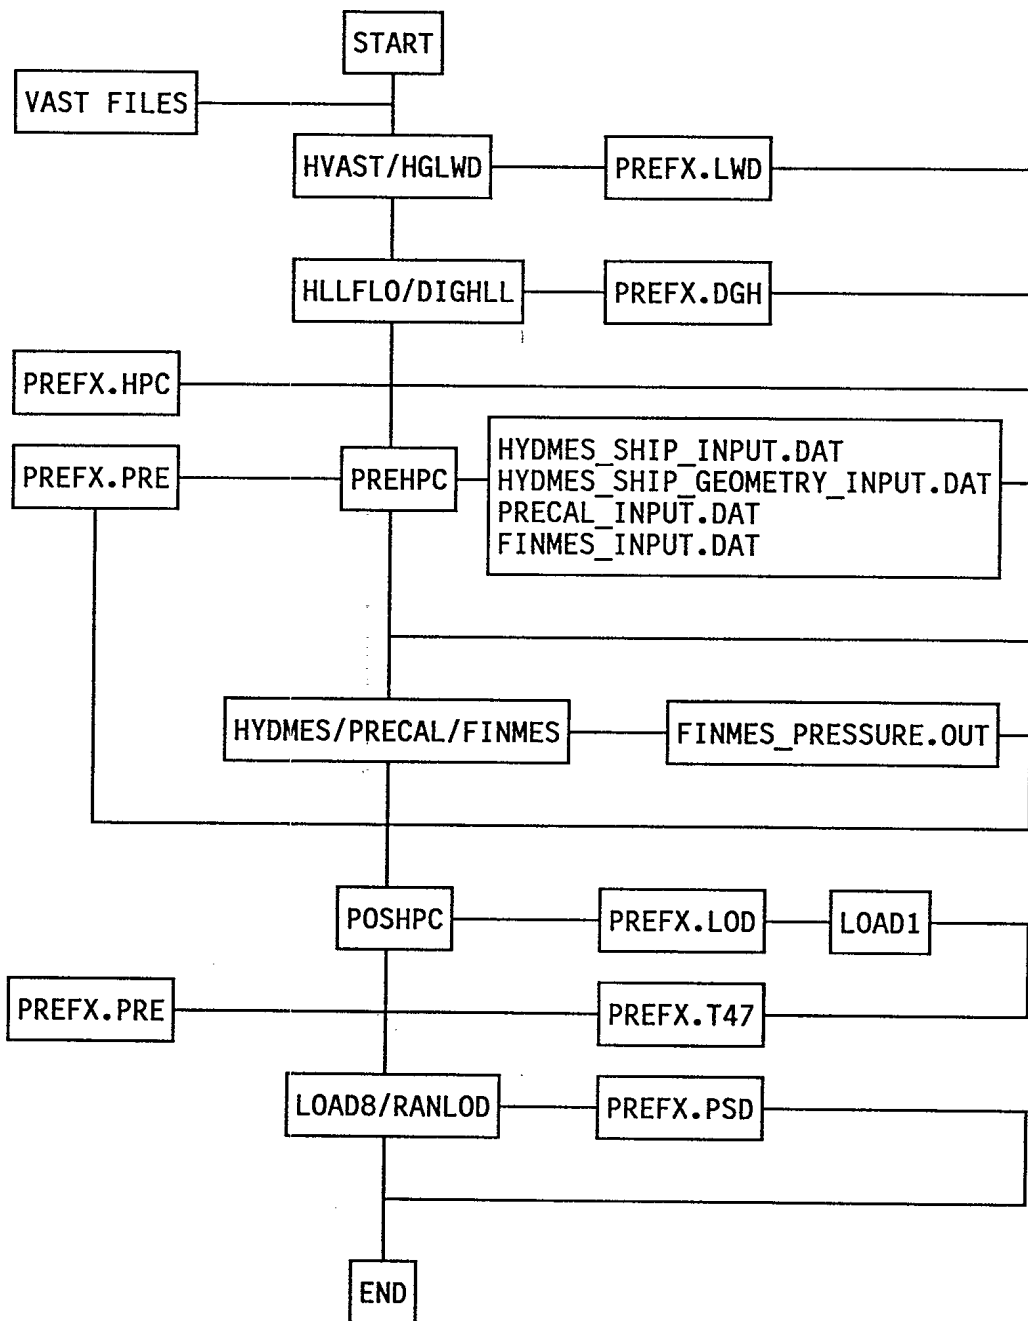 START
VAST FILES
HVAST/HGLWD
PREFX.LWD
HLLFLO/DIGHLL
PREFX.DGH
PREFX.HPC
PREFX.PRE
PREHPC
HYDMES_SHIP_INPUT.DAT
HYDMES_SHIP_GEOMETRY_INPUT.DAT
PRECAL_INPUT.DAT
FINMES_INPUT.DAT
HYDMES/PRECAL/FINMES
FINMES_PRESSURE.OUT
POSHPC
PREFX.LOD
LOAD1
PREFX.PRE
PREFX.T47
LOAD8/RANLOD
PREFX.PSD
END